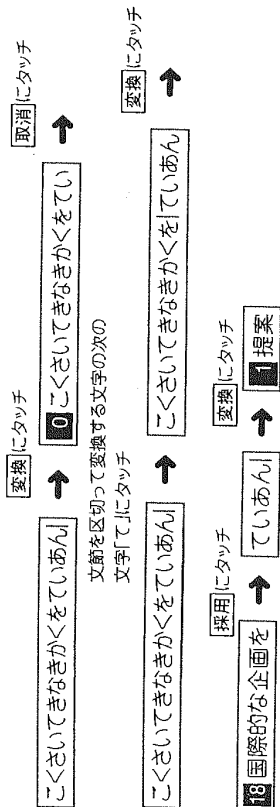 変換にタッチ
取消にタッチ
こくさいてきなきかくをていあん
0 こくさいてきなきかくをてい
文節を区切って変換する文字の次の
文字「て」にタッチ
変換にタッチ
こくさいてきなきかくをていあん
こくさいてきなきかくを|ていあん
採用にタッチ
変換にタッチ
18 国際的な企画を
ていあん
1 提案